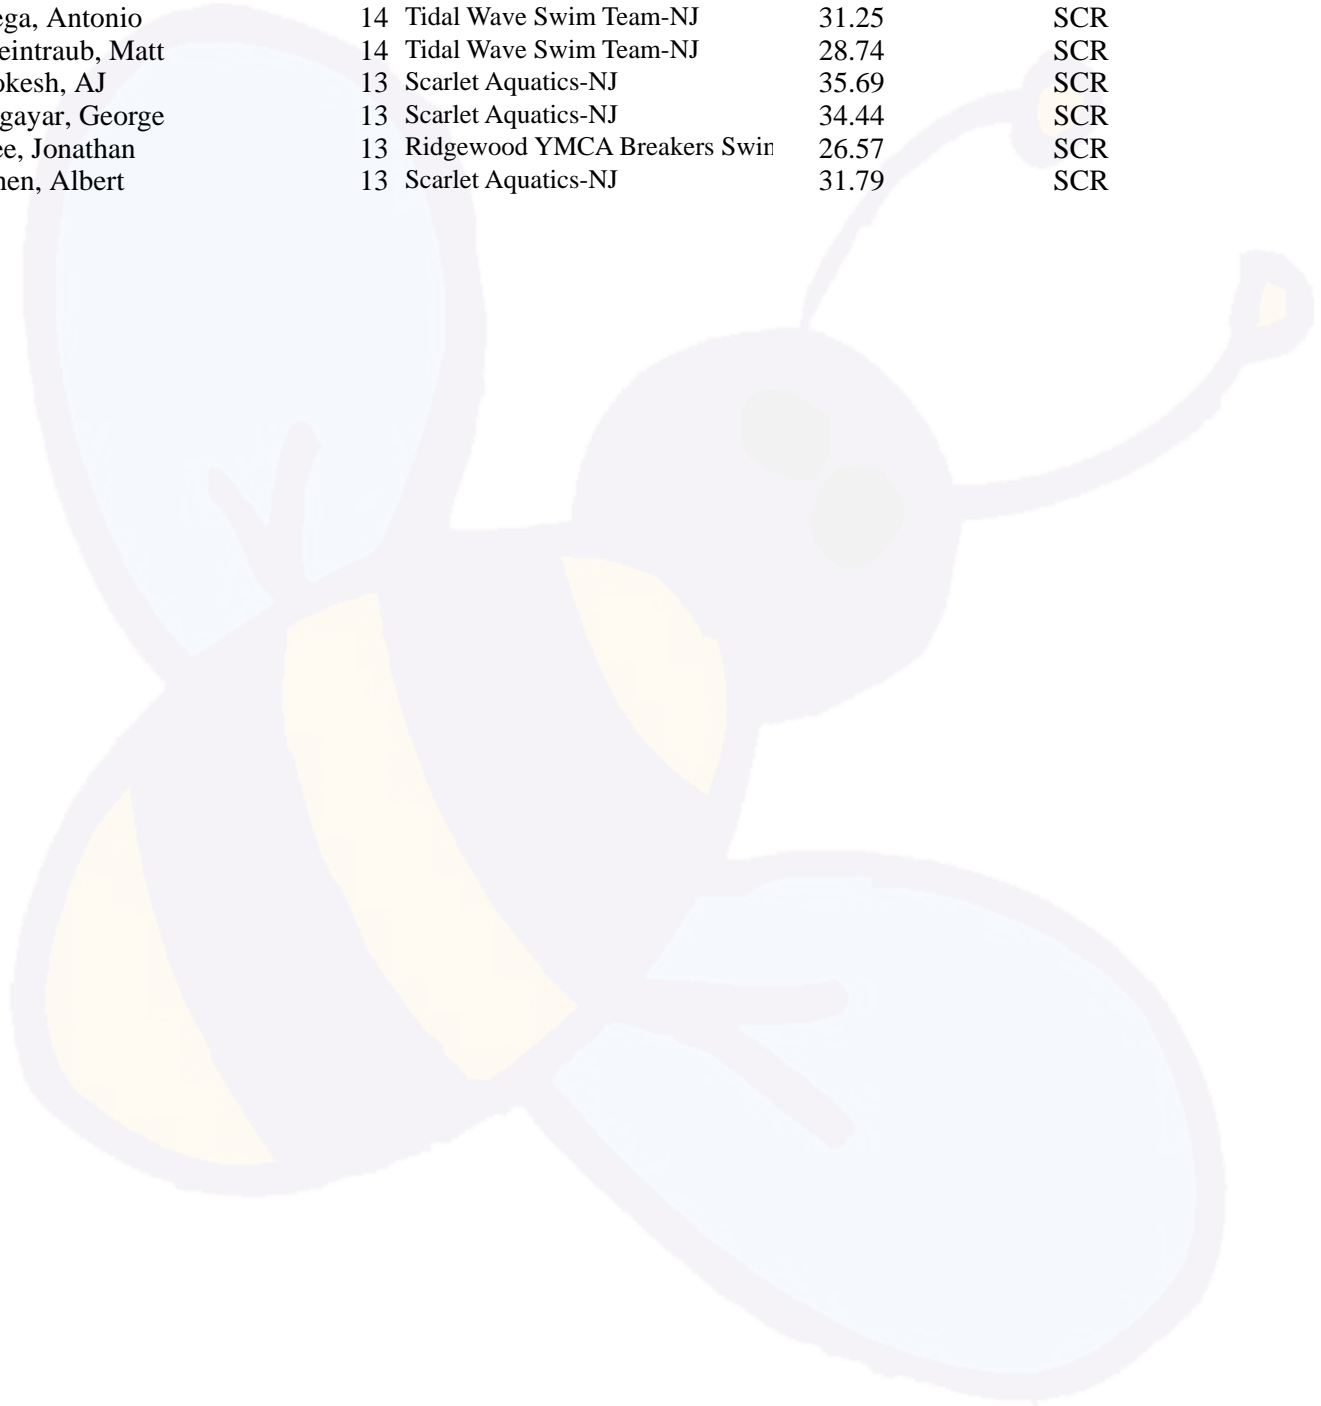 ega, Antonio 14 Tidal Wave Swim Team-NJ 31.25 SCR
eintraub, Matt 14 Tidal Wave Swim Team-NJ 28.74 SCR
okesh, AJ 13 Scarlet Aquatics-NJ 35.69 SCR
gayar, George 13 Scarlet Aquatics-NJ 34.44 SCR
ee, Jonathan 13 Ridgewood YMCA Breakers Swin 26.57 SCR
hen, Albert 13 Scarlet Aquatics-NJ 31.79 SCR